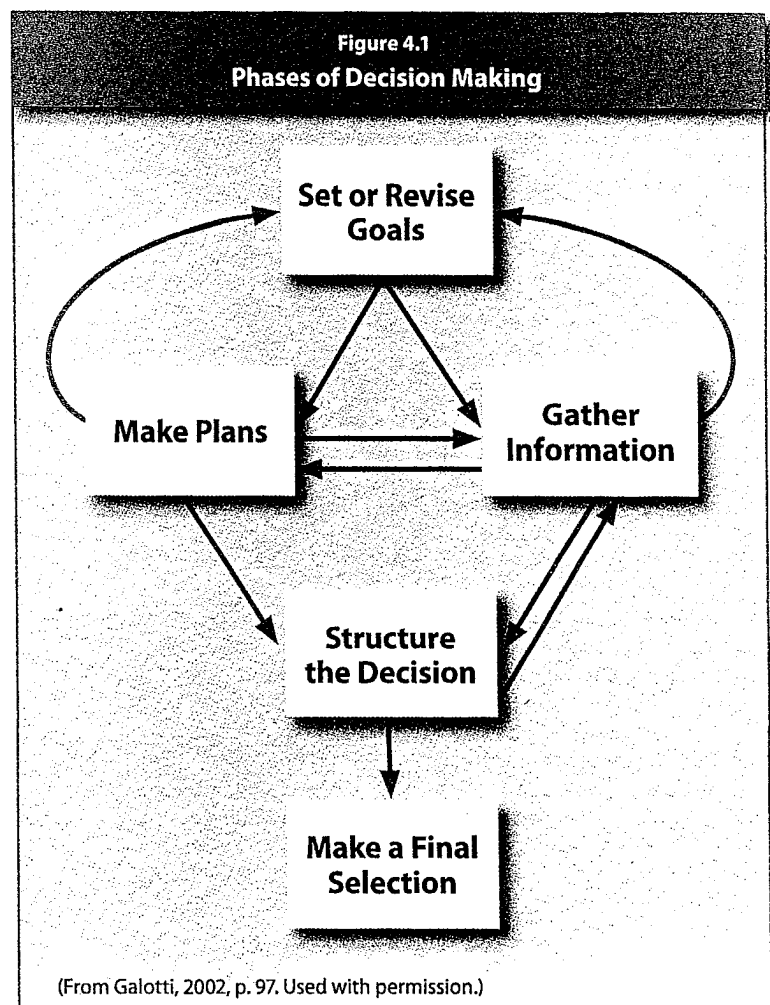 Figure 4.1
Phases of Decision Making
Set or Revise
Goals
Make Plans
Gather
Information
Structure
the Decision
Make a Final
Selection
(From Galotti, 2002, p. 97. Used with permission.)